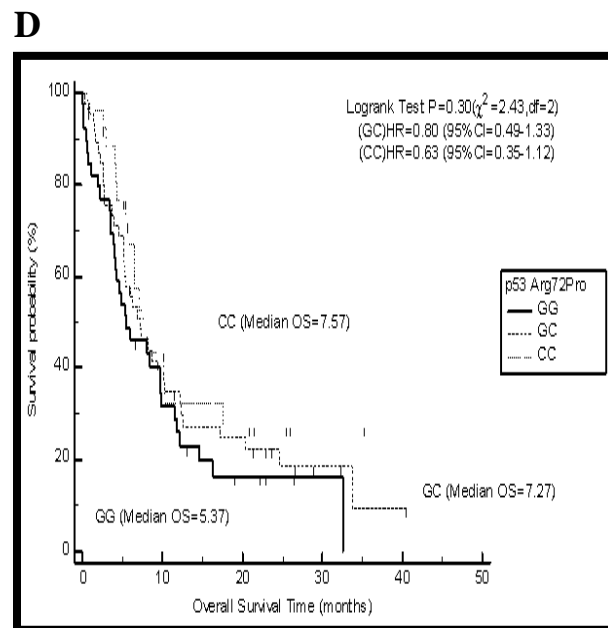 D
Logrank Test P=0.30(χ²=2.43,df=2)
(GC)HR=0.80 (95%CI=0.49-1.33)
(CC)HR=0.63 (95%CI=0.35-1.12)
100
80
60
40
20
0
Survival probability (%)
p53 Arg72Pro
GG
GC
CC
CC (Median OS=7.57)
GC (Median OS=7.27)
GG (Median OS=5.37)
0 10 20 30 40 50
Overall Survival Time (months)